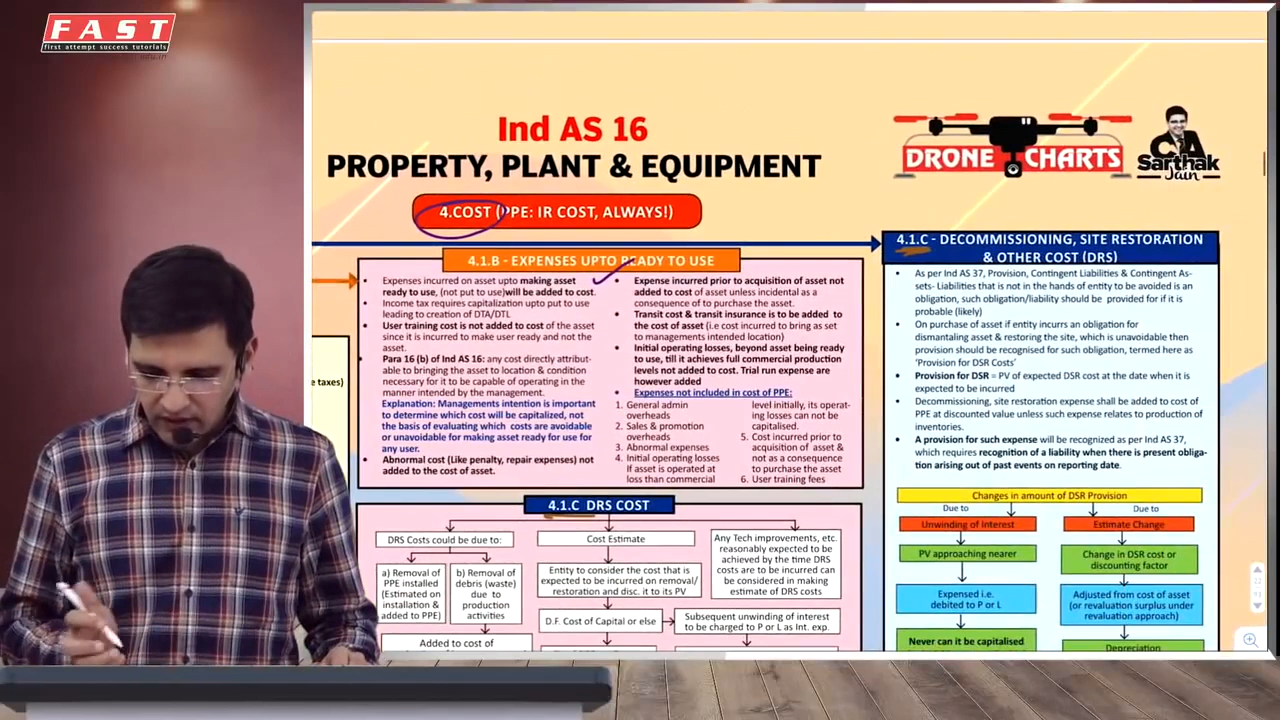 FAST
first attempt success tutorials
Ind AS 16
PROPERTY, PLANT & EQUIPMENT
DRONE CHARTS
CA
Sarthak
Jain
4.COST (PPE: IR COST, ALWAYS!)
e taxes)
4.1.B - EXPENSES UPTO READY TO USE
Expenses incurred on asset upto making asset
ready to use, (not put to use)will be added to cost.
Income tax requires capitalization upto put to use
leading to creation of DTA/DTL
User training cost is not added to cost of the asset
since it is incurred to make user ready and not the
asset.
Para 16 (b) of Ind AS 16: any cost directly attribut-
able to bringing the asset to location & condition
necessary for it to be capable of operating in the
manner intended by the management.
Explanation: Managements intention is important
to determine which cost will be capitalized, not
the basis of evaluating which costs are avoidable
or unavoidable for making asset ready for use for
any user.
Abnormal cost (Like penalty, repair expenses) not
added to the cost of asset.
Expense incurred prior to acquisition of asset not
added to cost of asset unless incidental as a
consequence of to purchase the asset.
Transit cost & transit insurance is to be added to
the cost of asset (i.e cost incurred to bring as set
to managements intended location)
Initial operating losses, beyond asset being ready
to use, till it achieves full commercial production
levels not added to cost. Trial run expense are
however added
Expenses not included in cost of PPE:
1. General admin
overheads
2. Sales & promotion
overheads
3. Abnormal expenses
4. Initial operating losses
If asset is operated at
loss than commercial
level initially, its operat-
ing losses can not be
capitalised.
5. Cost incurred prior to
acquisition of asset &
not as a consequence
to purchase the asset
6. User training fees
4.1.C DRS COST
DRS Costs could be due to:
a) Removal of
PPE installed
(Estimated on
installation &
added to PPE)
b) Removal of
debris (waste)
due to
production
activities
Added to cost of
Cost Estimate
Entity to consider the cost that is
expected to be incurred on removal/
restoration and disc. it to its PV
D.F. Cost of Capital or else
Any Tech improvements, etc.
reasonably expected to be
achieved by the time DRS
costs are to be incurred can
be considered in making
estimate of DRS costs
Subsequent unwinding of interest
to be charged to P or L as Int. exp.
4.1.C - DECOMMISSIONING, SITE RESTORATION
& OTHER COST (DRS)
As per Ind AS 37, Provision, Contingent Liabilities & Contingent As-
sets- Liabilities that is not in the hands of entity to be avoided is an
obligation, such obligation/liability should be provided for if it is
probable (likely)
On purchase of asset if entity incurrs an obligation for
dismantaling asset & restoring the site, which is unavoidable then
provision should be recognised for such obligation, termed here as
'Provision for DSR Costs'
Provision for DSR = PV of expected DSR cost at the date when it is
expected to be incurred
Decommissioning, site restoration expense shall be added to cost of
PPE at discounted value unless such expense relates to production of
inventories.
A provision for such expense will be recognized as per Ind AS 37,
which requires recognition of a liability when there is present obliga-
tion arising out of past events on reporting date.
Changes in amount of DSR Provision
Due to
Due to
Unwinding of Interest
Estimate Change
PV approaching nearer
Change in DSR cost or
discounting factor
Expensed i.e.
debited to P or L
Adjusted from cost of asset
(or revaluation surplus under
revaluation approach)
Never can it be capitalised
Depreciation